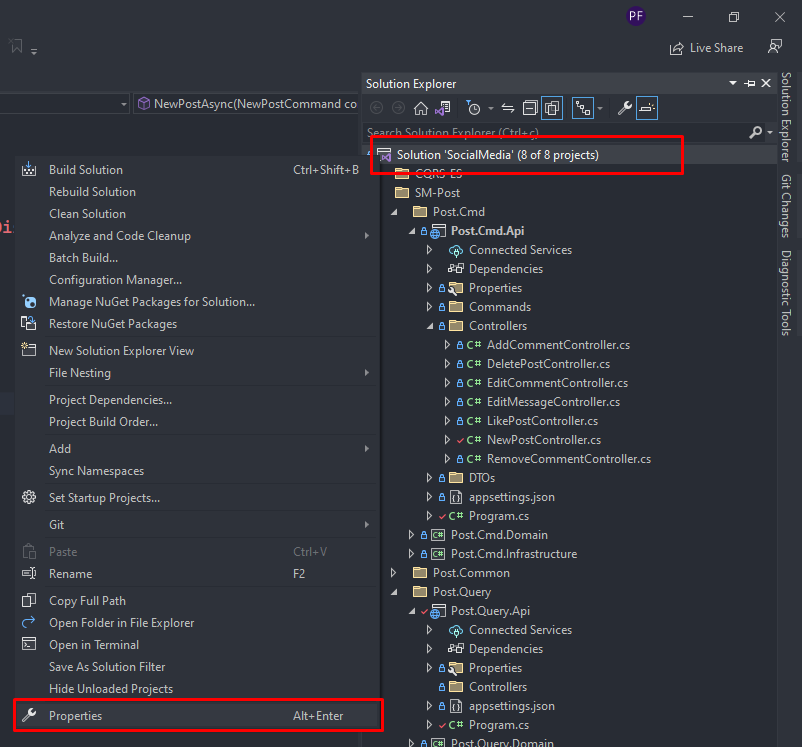 PF
Live Share
NewPostAsync(NewPostCommand co
Solution Explorer
Search Solution Explorer (Ctrl+ç)
Solution 'SocialMedia' (8 of 8 projects)
CQRS-ES
SM-Post
Post.Cmd
Post.Cmd.Api
Connected Services
Dependencies
Properties
Commands
Controllers
C# AddCommentController.cs
C# DeletePostController.cs
C# EditCommentController.cs
C# EditMessageController.cs
C# LikePostController.cs
C# NewPostController.cs
C# RemoveCommentController.cs
DTOs
appsettings.json
C# Program.cs
C# Post.Cmd.Domain
C# Post.Cmd.Infrastructure
Post.Common
Post.Query
Post.Query.Api
Connected Services
Dependencies
Properties
Controllers
appsettings.json
C# Program.cs
C# Post.Query.Domain
Build Solution Ctrl+Shift+B
Rebuild Solution
Clean Solution
Analyze and Code Cleanup
Batch Build...
Configuration Manager...
Manage NuGet Packages for Solution...
Restore NuGet Packages
New Solution Explorer View
File Nesting
Project Dependencies...
Project Build Order...
Add
Sync Namespaces
Set Startup Projects...
Git
Paste Ctrl+V
Rename F2
Copy Full Path
Open Folder in File Explorer
Open in Terminal
Save As Solution Filter
Hide Unloaded Projects
Properties Alt+Enter
Solution Explorer
Git Changes
Diagnostic Tools